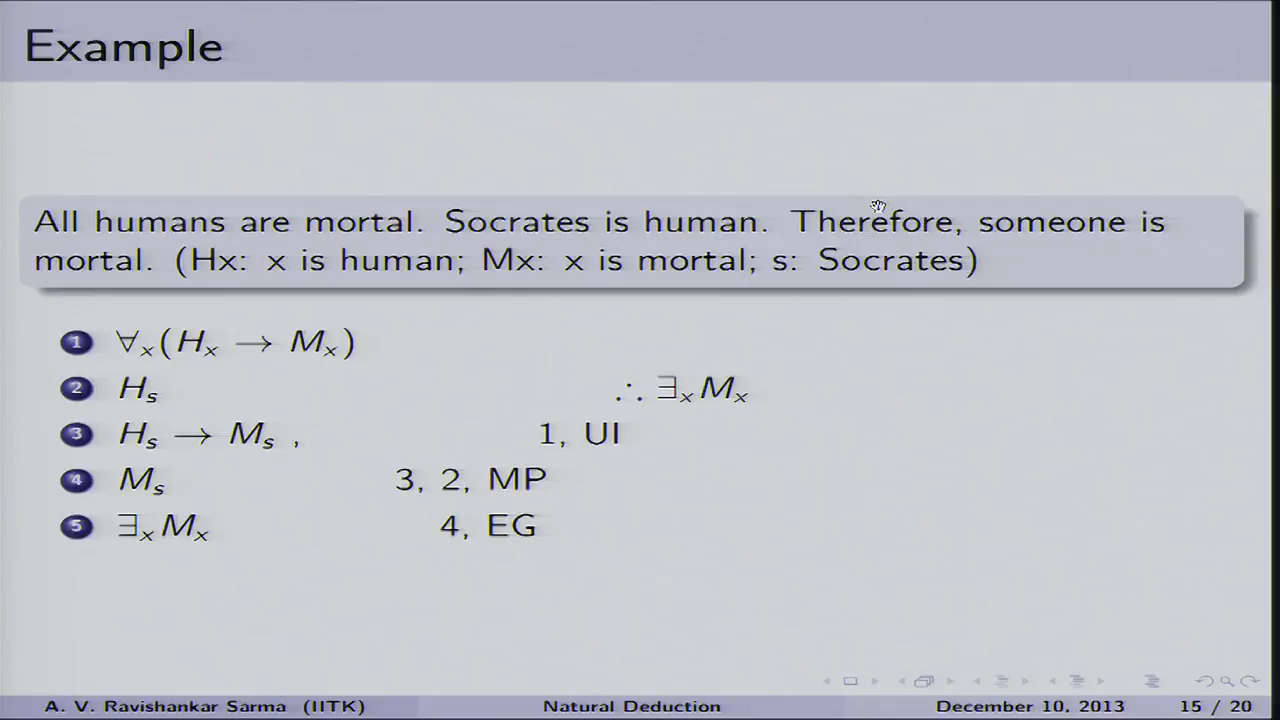 Example
All humans are mortal. Socrates is human. Therefore, someone is
mortal. (Hx: x is human; Mx: x is mortal; s: Socrates)
1 ∀ₓ(Hₓ → Mₓ)
2 Hₛ ∴ ∃ₓMₓ
3 Hₛ → Mₛ , 1, UI
4 Mₛ 3, 2, MP
5 ∃ₓMₓ 4, EG
A. V. Ravishankar Sarma (IITK) Natural Deduction December 10, 2013 15 / 20